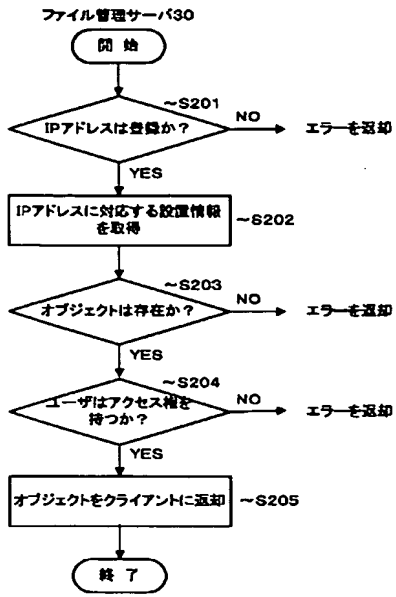 ファイル管理サーバ30
開 始
～S201
IPアドレスは登録か？
NO
エラーを返却
YES
IPアドレスに対応する設置情報
を取得
～S202
～S203
オブジェクトは存在か？
NO
エラーを返却
YES
～S204
ユーザはアクセス権を
持つか？
NO
エラーを返却
YES
オブジェクトをクライアントに返却
～S205
終 了